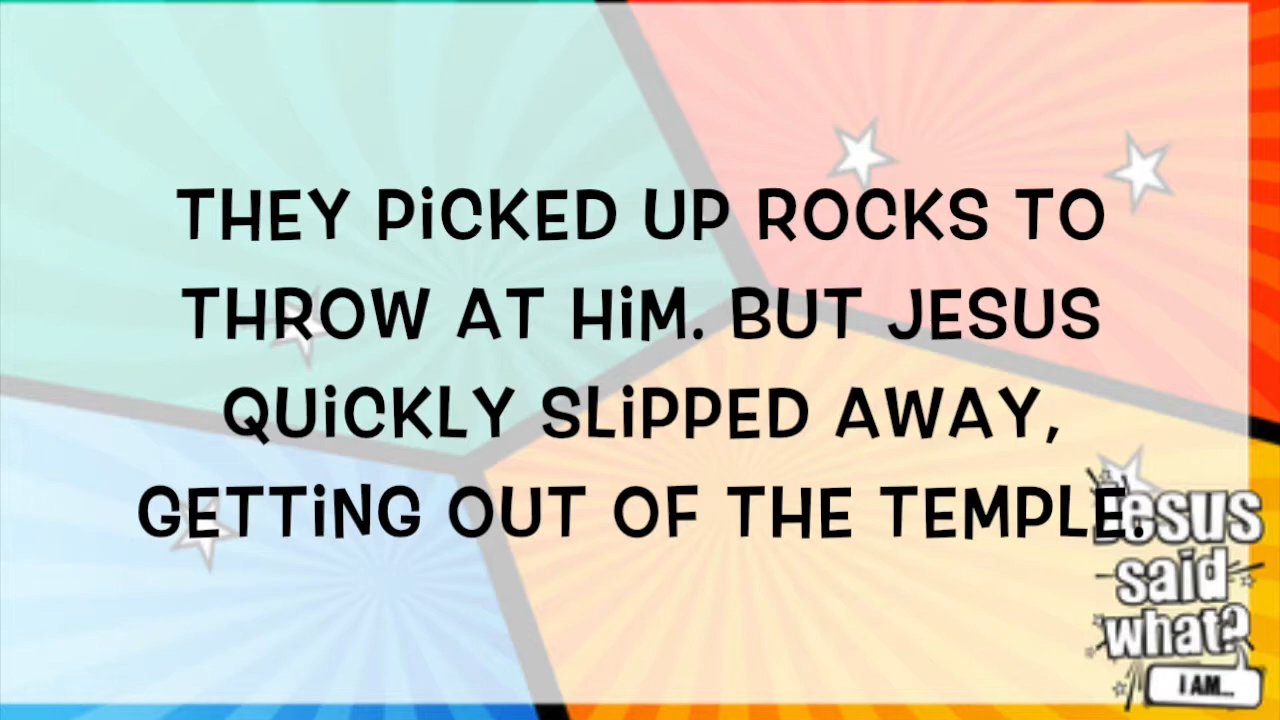 THEY PiCKED UP ROCKS TO
THROW AT HiM. BUT JESUS
QUiCKLY SLiPPED AWAY,
GETTiNG OUT OF THE TEMPLE.
Jesus
said
what?
I AM...